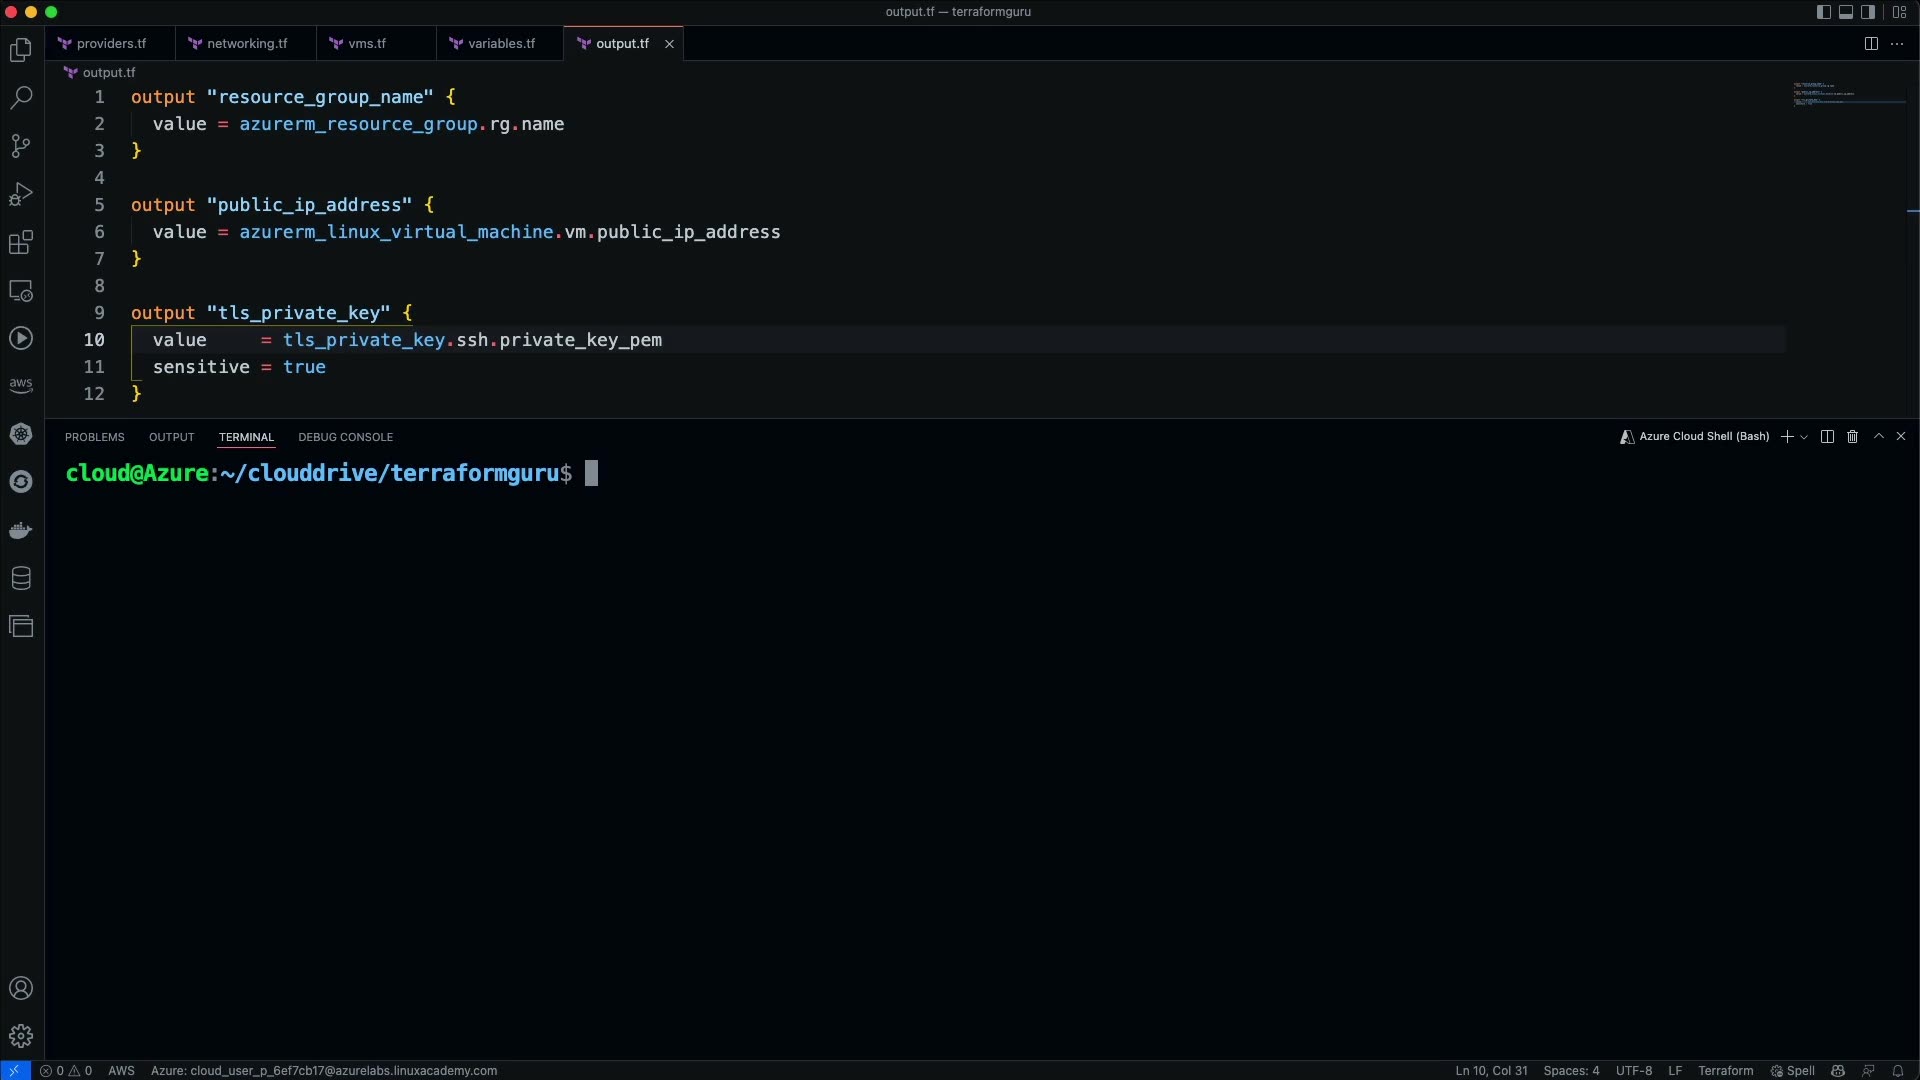 output.tf — terraformguru
providers.tf
networking.tf
vms.tf
variables.tf
output.tf
output.tf
1 output "resource_group_name" {
2 value = azurerm_resource_group.rg.name
3 }
4
5 output "public_ip_address" {
6 value = azurerm_linux_virtual_machine.vm.public_ip_address
7 }
8
9 output "tls_private_key" {
10 value     = tls_private_key.ssh.private_key_pem
11 sensitive = true
12 }
PROBLEMS OUTPUT TERMINAL DEBUG CONSOLE
Azure Cloud Shell (Bash)
cloud@Azure:~/clouddrive/terraformguru$
aws
0 0 AWS Azure: cloud_user_p_6ef7cb17@azurelabs.linuxacademy.com
Ln 10, Col 31 Spaces: 4 UTF-8 LF Terraform Spell